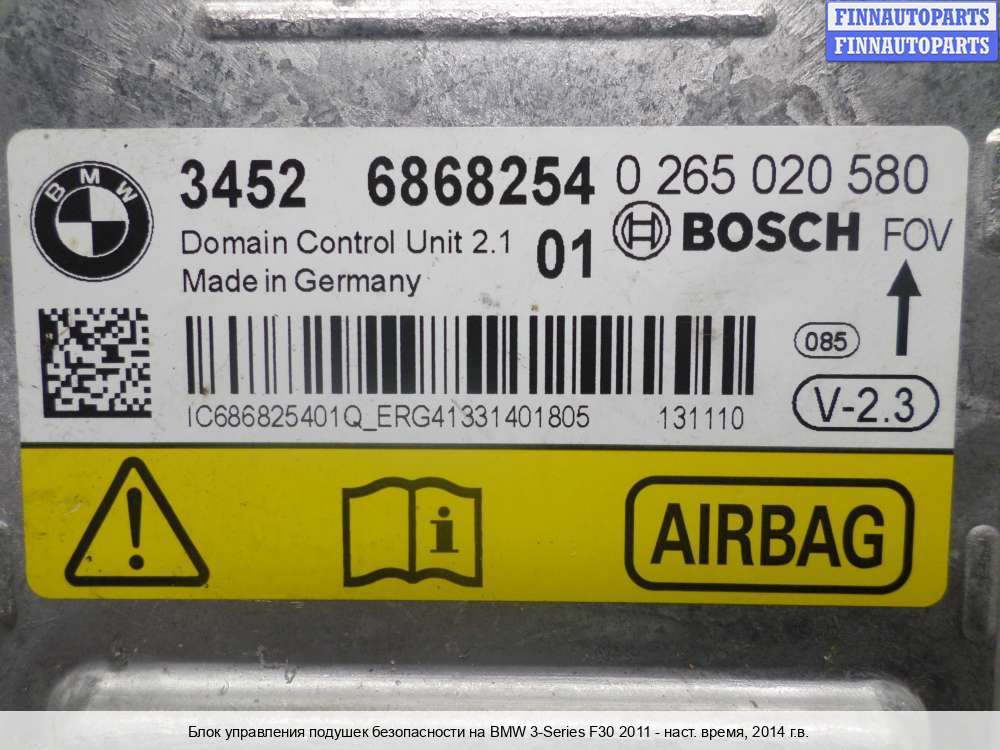 FINNAUTOPARTS
FINNAUTOPARTS
BMW
3452 6868254 0 265 020 580
Domain Control Unit 2.1 01 BOSCH FOV
Made in Germany
085
IC686825401Q_ERG41331401805 131110
V-2.3
i
AIRBAG
Блок управления подушек безопасности на BMW 3-Series F30 2011 - наст. время, 2014 г.в.